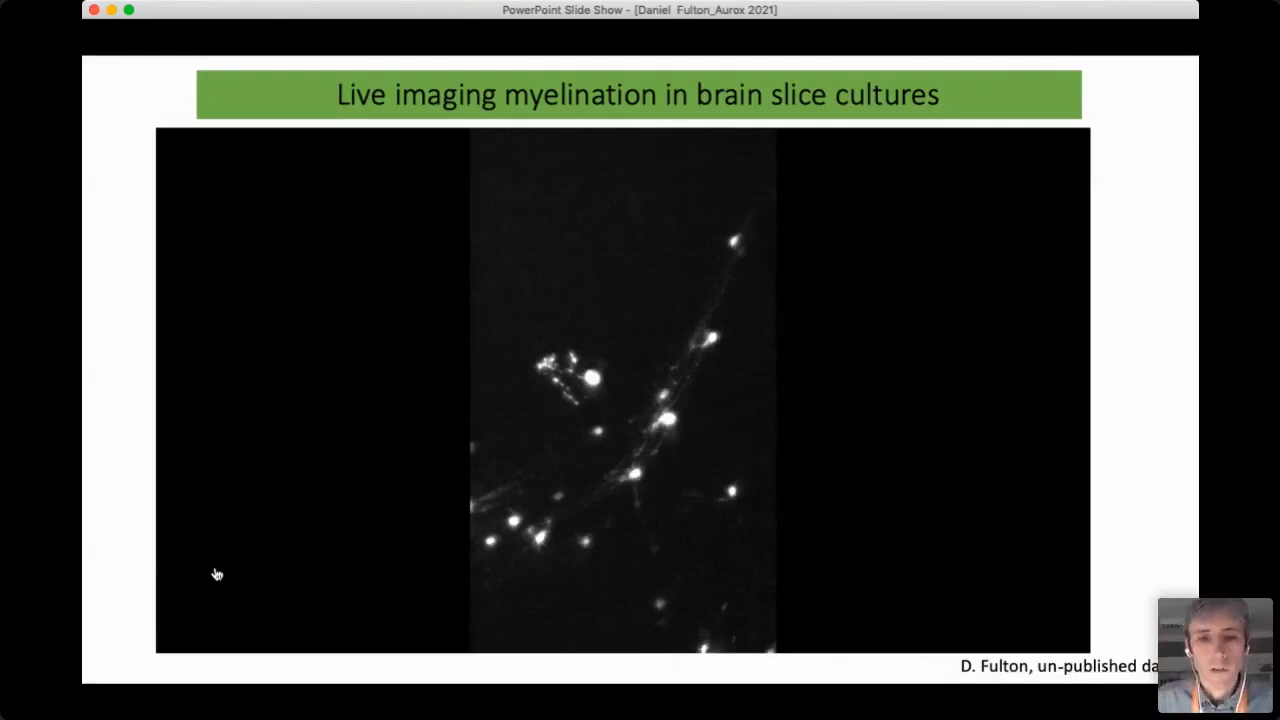 PowerPoint Slide Show - [Daniel Fulton_Aurox 2021]
Live imaging myelination in brain slice cultures
D. Fulton, un-published da